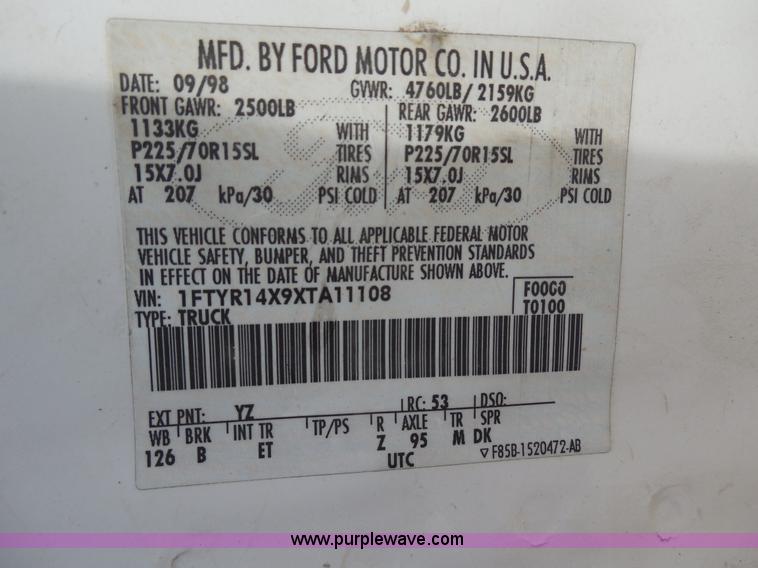 MFD. BY FORD MOTOR CO. IN U.S.A.
DATE: 09/98 GVWR: 4760LB/ 2159KG
FRONT GAWR: 2500LB REAR GAWR: 2600LB
1133KG WITH 1179KG WITH
P225/70R15SL TIRES P225/70R15SL TIRES
15X7.0J RIMS 15X7.0J RIMS
AT 207 kPa/30 PSI COLD AT 207 kPa/30 PSI COLD
THIS VEHICLE CONFORMS TO ALL APPLICABLE FEDERAL MOTOR
VEHICLE SAFETY, BUMPER, AND THEFT PREVENTION STANDARDS
IN EFFECT ON THE DATE OF MANUFACTURE SHOWN ABOVE.
VIN: 1FTYR14X9XTA11108 F00G0
TYPE: TRUCK T0100
EXT PNT: YZ RC: 53 DSO:
WB BRK INT TR TP/PS R AXLE TR SPR
126 B ET Z 95 M DK
UTC ▽ F85B-1520472-AB
www.purplewave.com